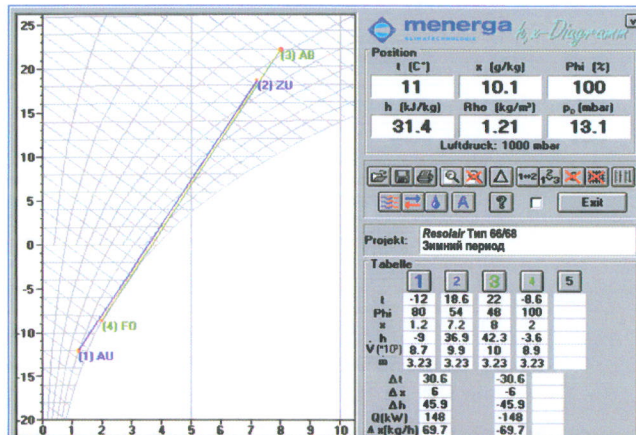 menerga
h,x-Diagramm
Position
t (C°) x (g/kg) Phi (%)
11 10.1 100
h (kJ/kg) Rho (kg/m³) pD (mbar)
31.4 1.21 13.1
Luftdruck: 1000 mbar
Exit
Projekt: Resolair Тип 66/68
Зимний период
Tabelle
1 2 3 4 5
t -12 18.6 22 -8.6
Phi 80 54 48 100
x 1.2 7.2 8 2
h -9 36.9 42.3 -3.6
V̇ (*10³) 8.7 9.9 10 8.9
m 3.23 3.23 3.23 3.23
Δt 30.6 -30.6
Δx 6 -6
Δh 45.9 -45.9
Q(kW) 148 -148
Δx(kg/h) 69.7 -69.7
25
20
15
10
5
0
-5
-10
-15
-20
0 1 2 3 4 5 6 7 8 9 10
(3) AB
(2) ZU
(4) FO
(1) AU